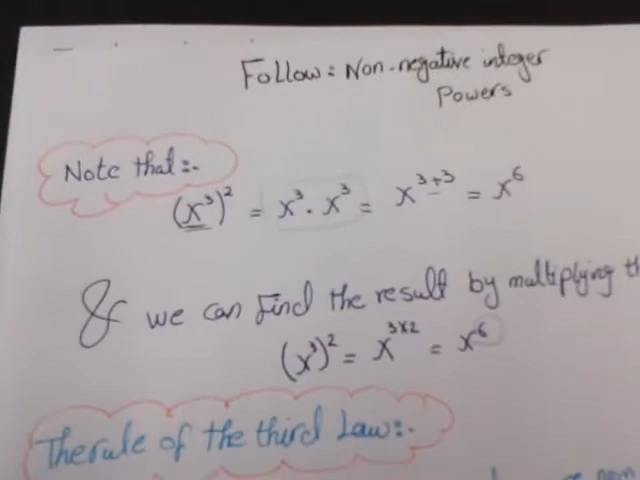 Follow: Non-negative integer
Powers
Note that:-
(x³)² = x³ . x³ = x³⁺³ = x⁶
& we can find the result by multiplying
(x³)² = x³ˣ² = x⁶
The rule of the third Law:-